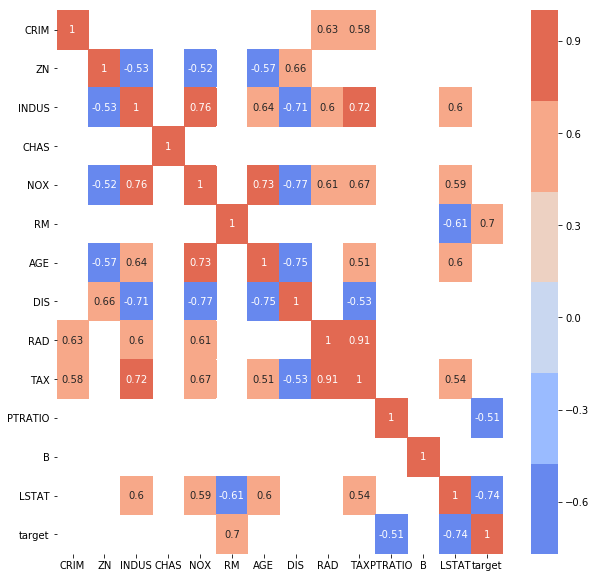 CRIM 1 0.63 0.58
ZN 1 -0.53 -0.52 -0.57 0.66
INDUS -0.53 1 0.76 0.64 -0.71 0.6 0.72 0.6
CHAS 1
NOX -0.52 0.76 1 0.73 -0.77 0.61 0.67 0.59
RM 1 -0.61 0.7
AGE -0.57 0.64 0.73 1 -0.75 0.51 0.6
DIS 0.66 -0.71 -0.77 -0.75 1 -0.53
RAD 0.63 0.6 0.61 1 0.91
TAX 0.58 0.72 0.67 0.51 -0.53 0.91 1 0.54
PTRATIO 1 -0.51
B 1
LSTAT 0.6 0.59 -0.61 0.6 0.54 1 -0.74
target 0.7 -0.51 -0.74 1
CRIM ZN INDUS CHAS NOX RM AGE DIS RAD TAX PTRATIO B LSTAT target
0.9
0.6
0.3
0.0
−0.3
−0.6